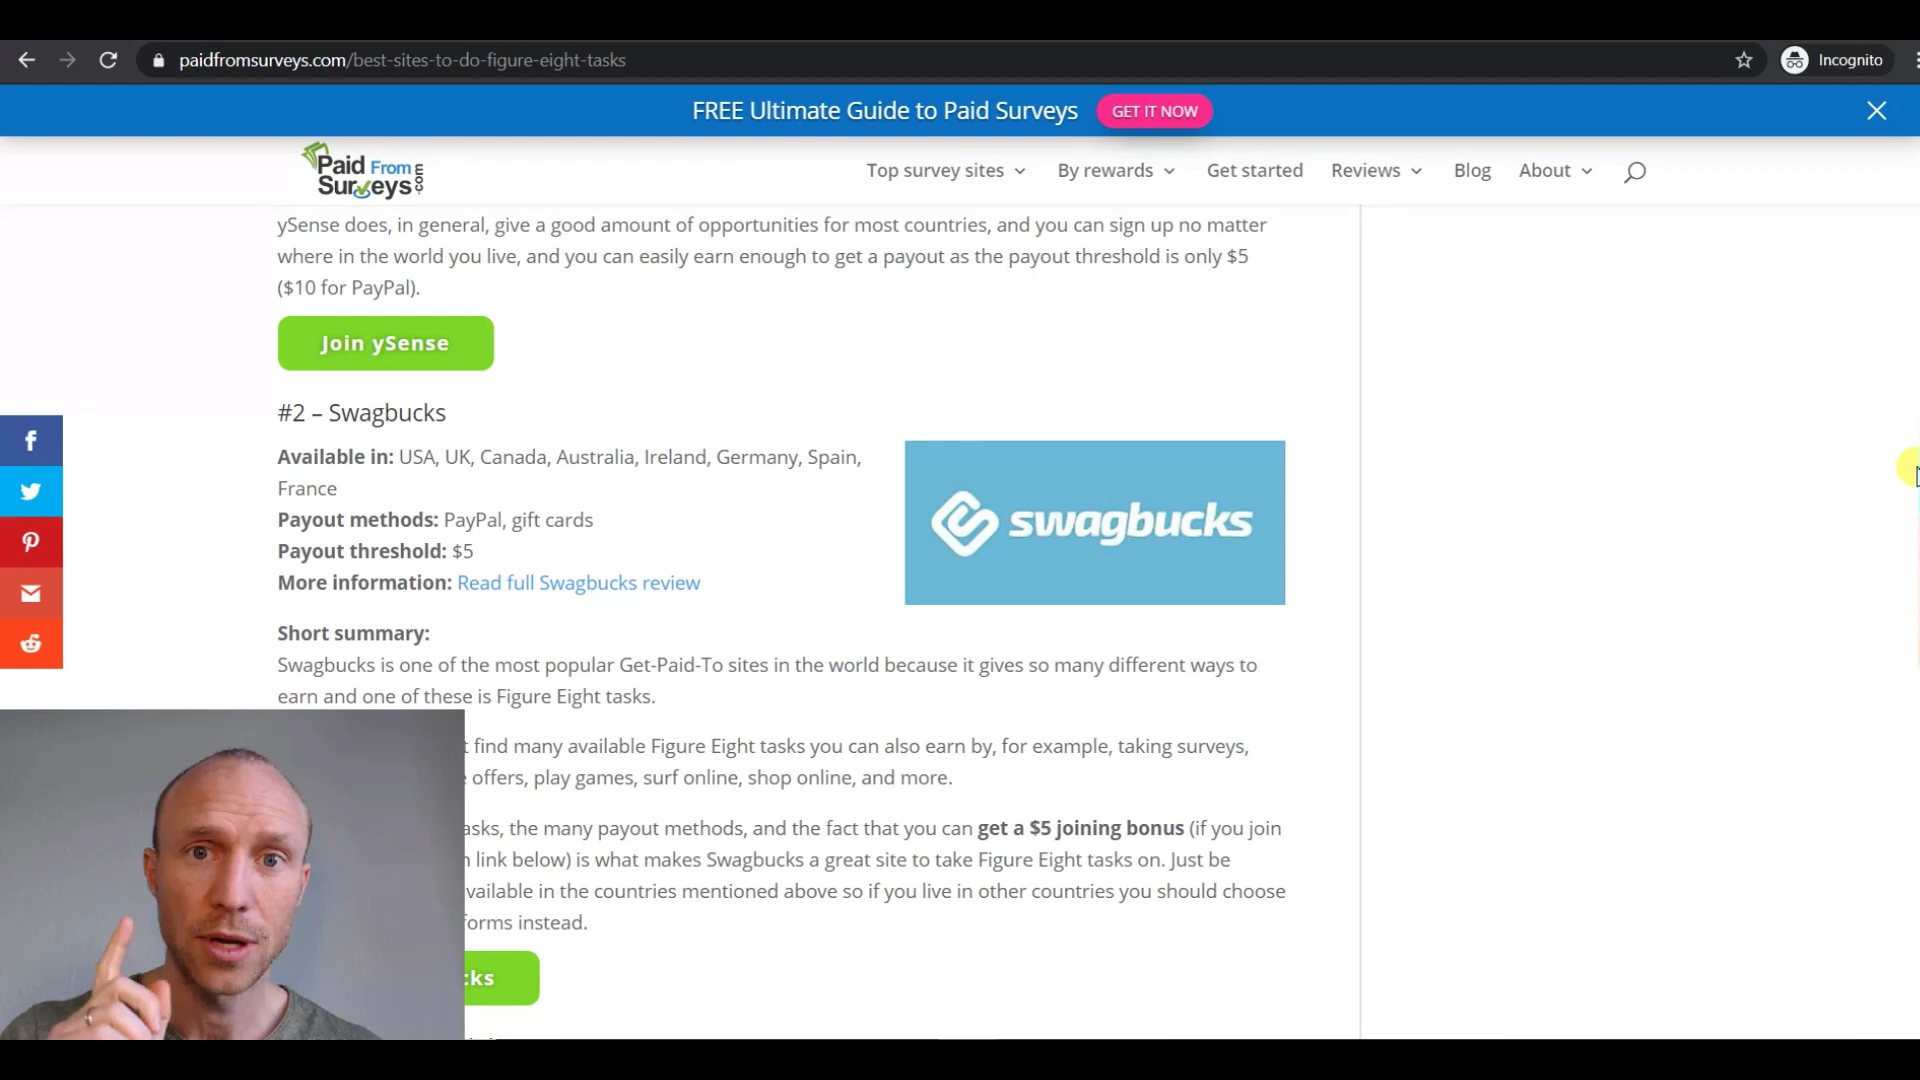 paidfromsurveys.com/best-sites-to-do-figure-eight-tasks
Incognito
FREE Ultimate Guide to Paid Surveys
GET IT NOW
Paid From
Surveys
.com
Top survey sites
By rewards
Get started
Reviews
Blog
About
ySense does, in general, give a good amount of opportunities for most countries, and you can sign up no matter
where in the world you live, and you can easily earn enough to get a payout as the payout threshold is only $5
($10 for PayPal).
Join ySense
#2 – Swagbucks
Available in: USA, UK, Canada, Australia, Ireland, Germany, Spain,
France
Payout methods: PayPal, gift cards
Payout threshold: $5
More information: Read full Swagbucks review
swagbucks
Short summary:
Swagbucks is one of the most popular Get-Paid-To sites in the world because it gives so many different ways to
earn and one of these is Figure Eight tasks.
find many available Figure Eight tasks you can also earn by, for example, taking surveys,
offers, play games, surf online, shop online, and more.
asks, the many payout methods, and the fact that you can get a $5 joining bonus (if you join
link below) is what makes Swagbucks a great site to take Figure Eight tasks on. Just be
vailable in the countries mentioned above so if you live in other countries you should choose
forms instead.
cks